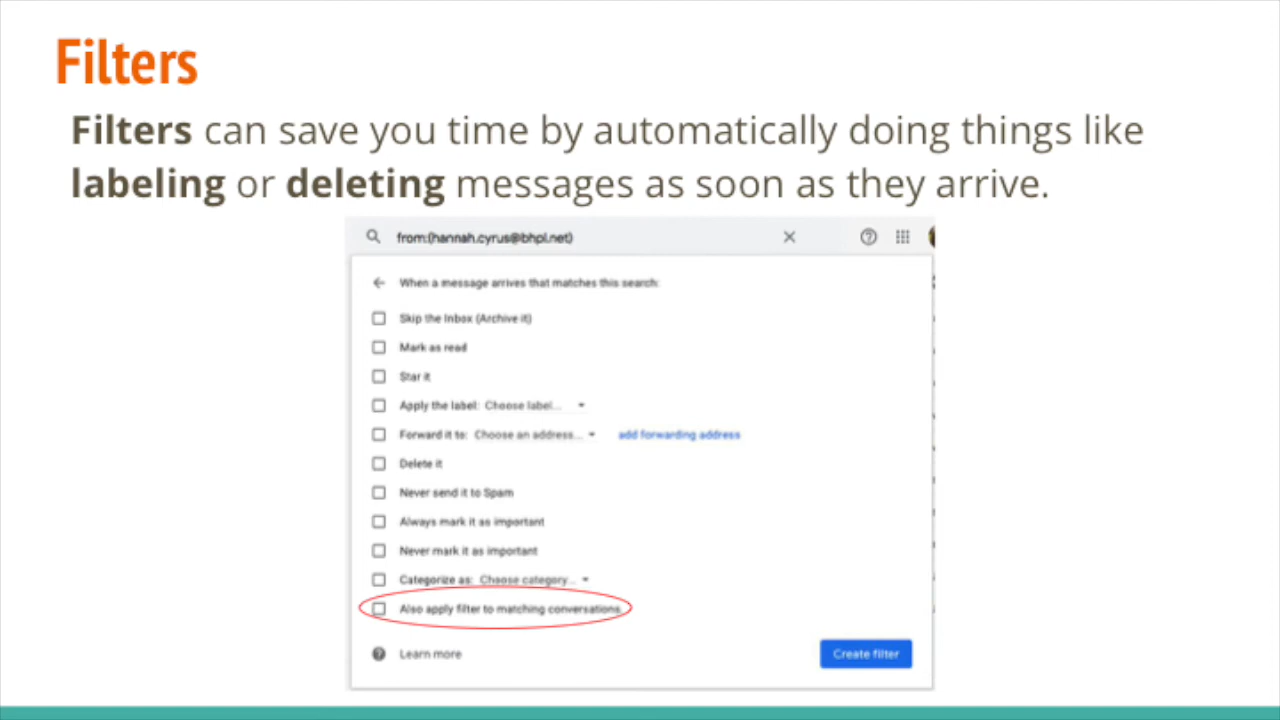 Filters
Filters can save you time by automatically doing things like
labeling or deleting messages as soon as they arrive.
from:(hannah.cyrus@bhpl.net)
When a message arrives that matches this search:
Skip the Inbox (Archive it)
Mark as read
Star it
Apply the label: Choose label...
Forward it to: Choose an address... add forwarding address
Delete it
Never send it to Spam
Always mark it as important
Never mark it as important
Categorize as: Choose category...
Also apply filter to matching conversations.
Learn more
Create filter